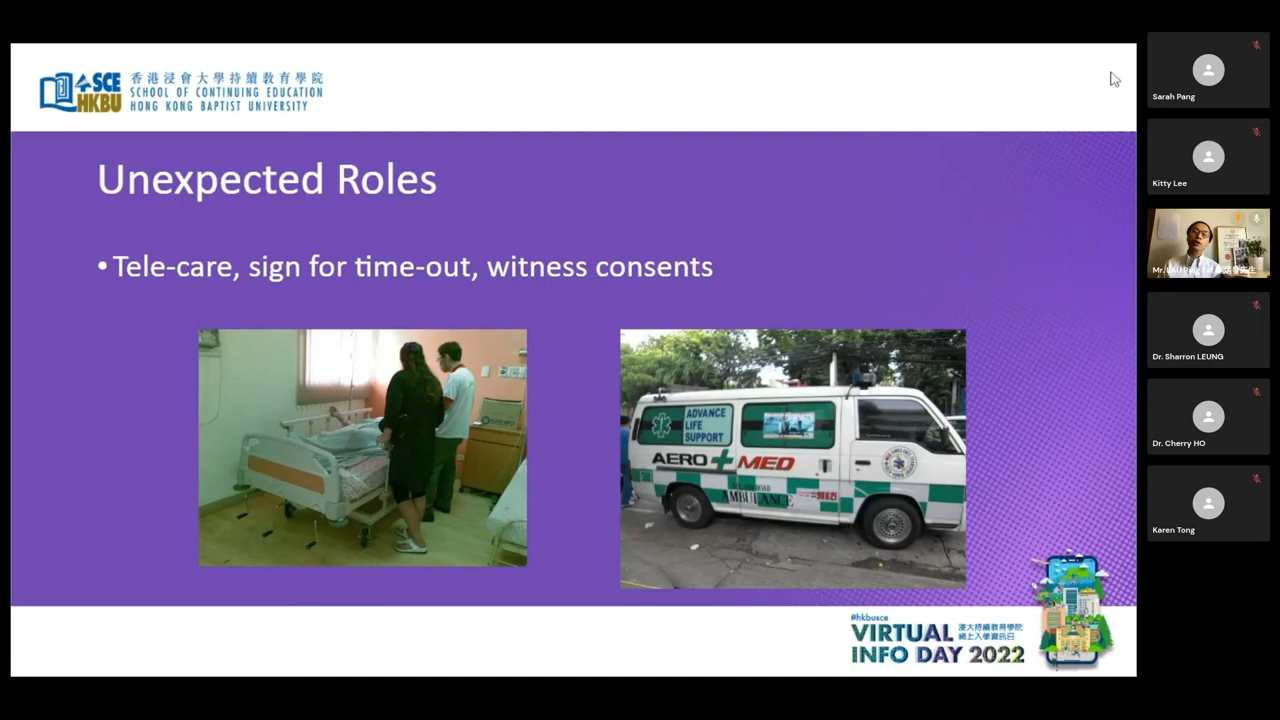 SCE
HKBU
香港浸會大學持續教育學院
SCHOOL OF CONTINUING EDUCATION
HONG KONG BAPTIST UNIVERSITY
Unexpected Roles
• Tele-care, sign for time-out, witness consents
ADVANCE
LIFE
SUPPORT
AERO MED
AMBULANCE
#hkbusce
VIRTUAL
INFO DAY 2022
浸大持續教育學院
網上入學資訊日
Sarah Pang
Kitty Lee
Mr. LAU
Dr. Sharron LEUNG
Dr. Cherry HO
Karen Tong